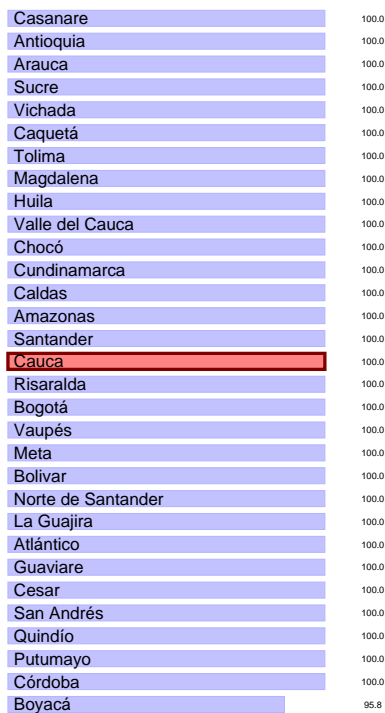 Casanare 100.0
Antioquia 100.0
Arauca 100.0
Sucre 100.0
Vichada 100.0
Caquetá 100.0
Tolima 100.0
Magdalena 100.0
Huila 100.0
Valle del Cauca 100.0
Chocó 100.0
Cundinamarca 100.0
Caldas 100.0
Amazonas 100.0
Santander 100.0
Cauca 100.0
Risaralda 100.0
Bogotá 100.0
Vaupés 100.0
Meta 100.0
Bolivar 100.0
Norte de Santander 100.0
La Guajira 100.0
Atlántico 100.0
Guaviare 100.0
Cesar 100.0
San Andrés 100.0
Quindío 100.0
Putumayo 100.0
Córdoba 100.0
Boyacá 95.8